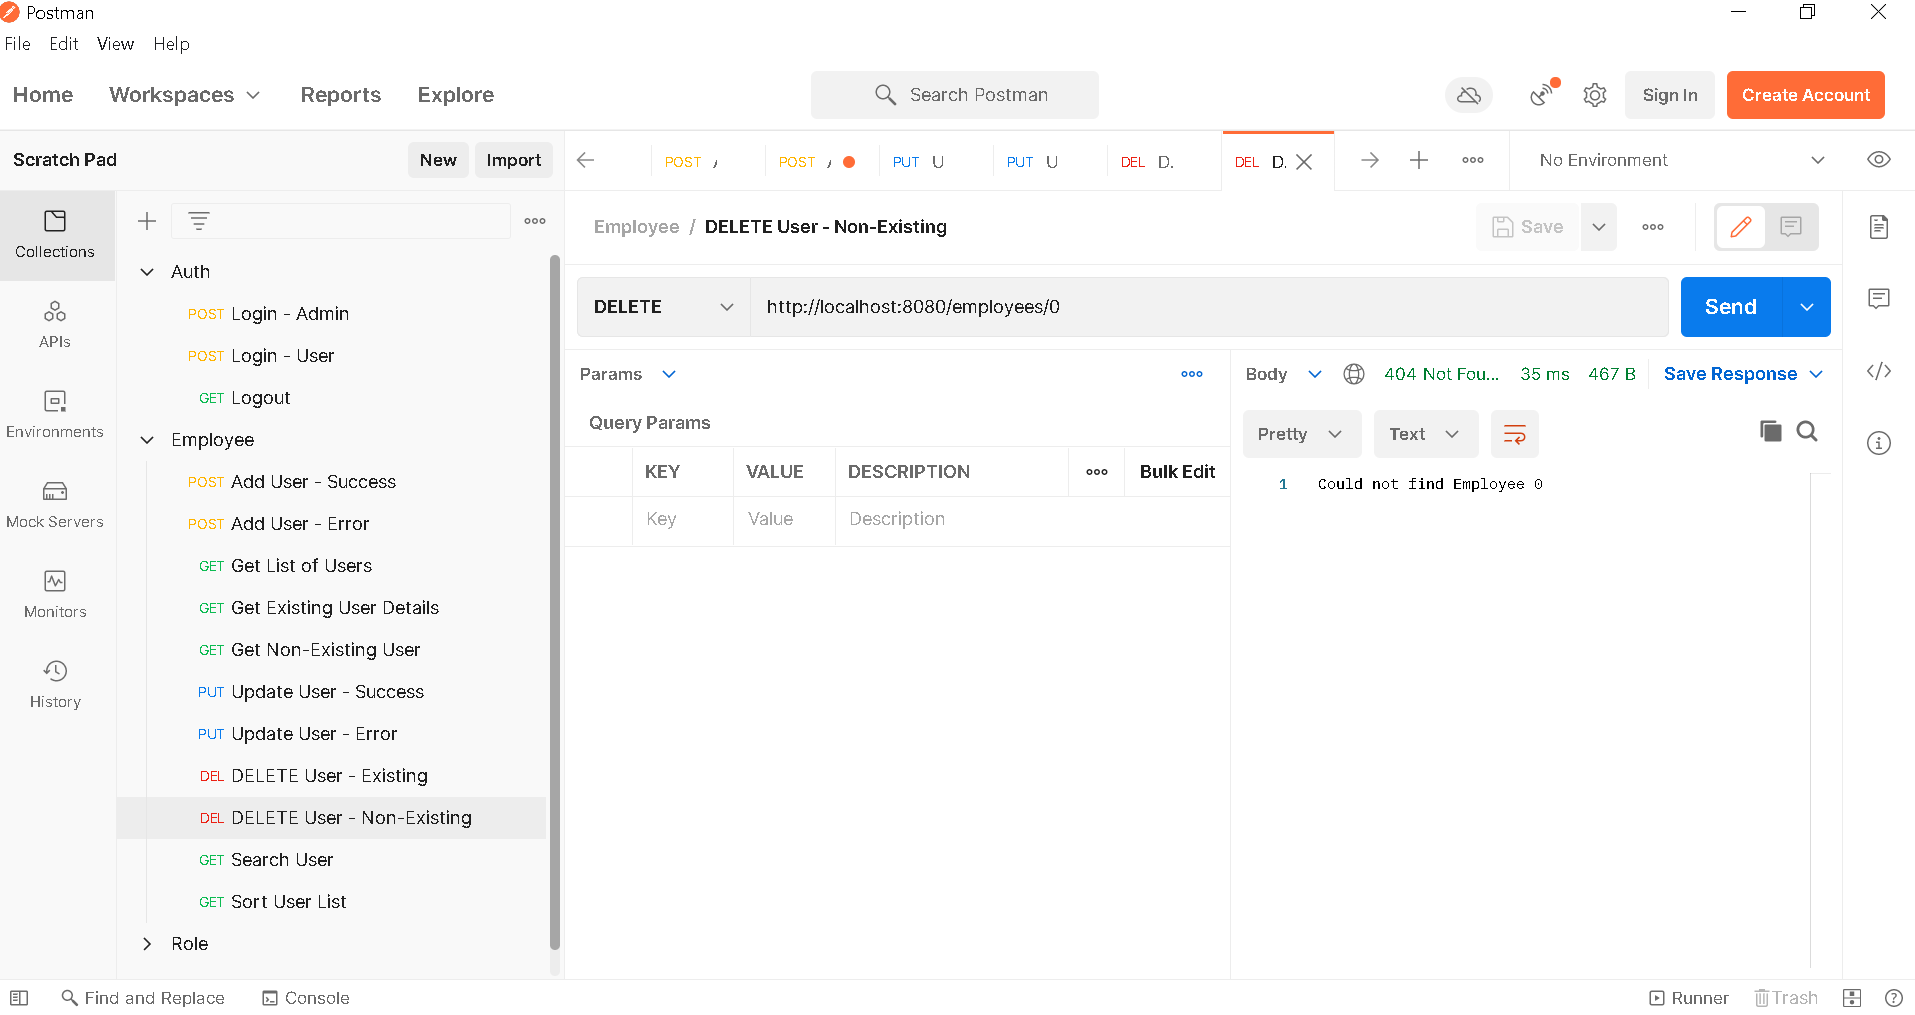 Postman
File Edit View Help
Home Workspaces Reports Explore Search Postman Sign In Create Account
Scratch Pad New Import
POST POST PUT U PUT U DEL D. DEL D. No Environment
Collections
APIs
Environments
Mock Servers
Monitors
History
Auth
POST Login - Admin
POST Login - User
GET Logout
Employee
POST Add User - Success
POST Add User - Error
GET Get List of Users
GET Get Existing User Details
GET Get Non-Existing User
PUT Update User - Success
PUT Update User - Error
DEL DELETE User - Existing
DEL DELETE User - Non-Existing
GET Search User
GET Sort User List
Role
Employee / DELETE User - Non-Existing Save
DELETE http://localhost:8080/employees/0 Send
Params
Query Params
KEY VALUE DESCRIPTION Bulk Edit
Key Value Description
Body 404 Not Fou... 35 ms 467 B Save Response
Pretty Text
1 Could not find Employee 0
Find and Replace Console Runner Trash